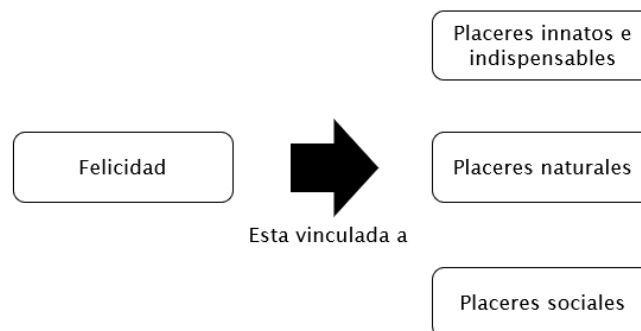 Placeres innatos e
indispensables
Felicidad
Esta vinculada a
Placeres naturales
Placeres sociales